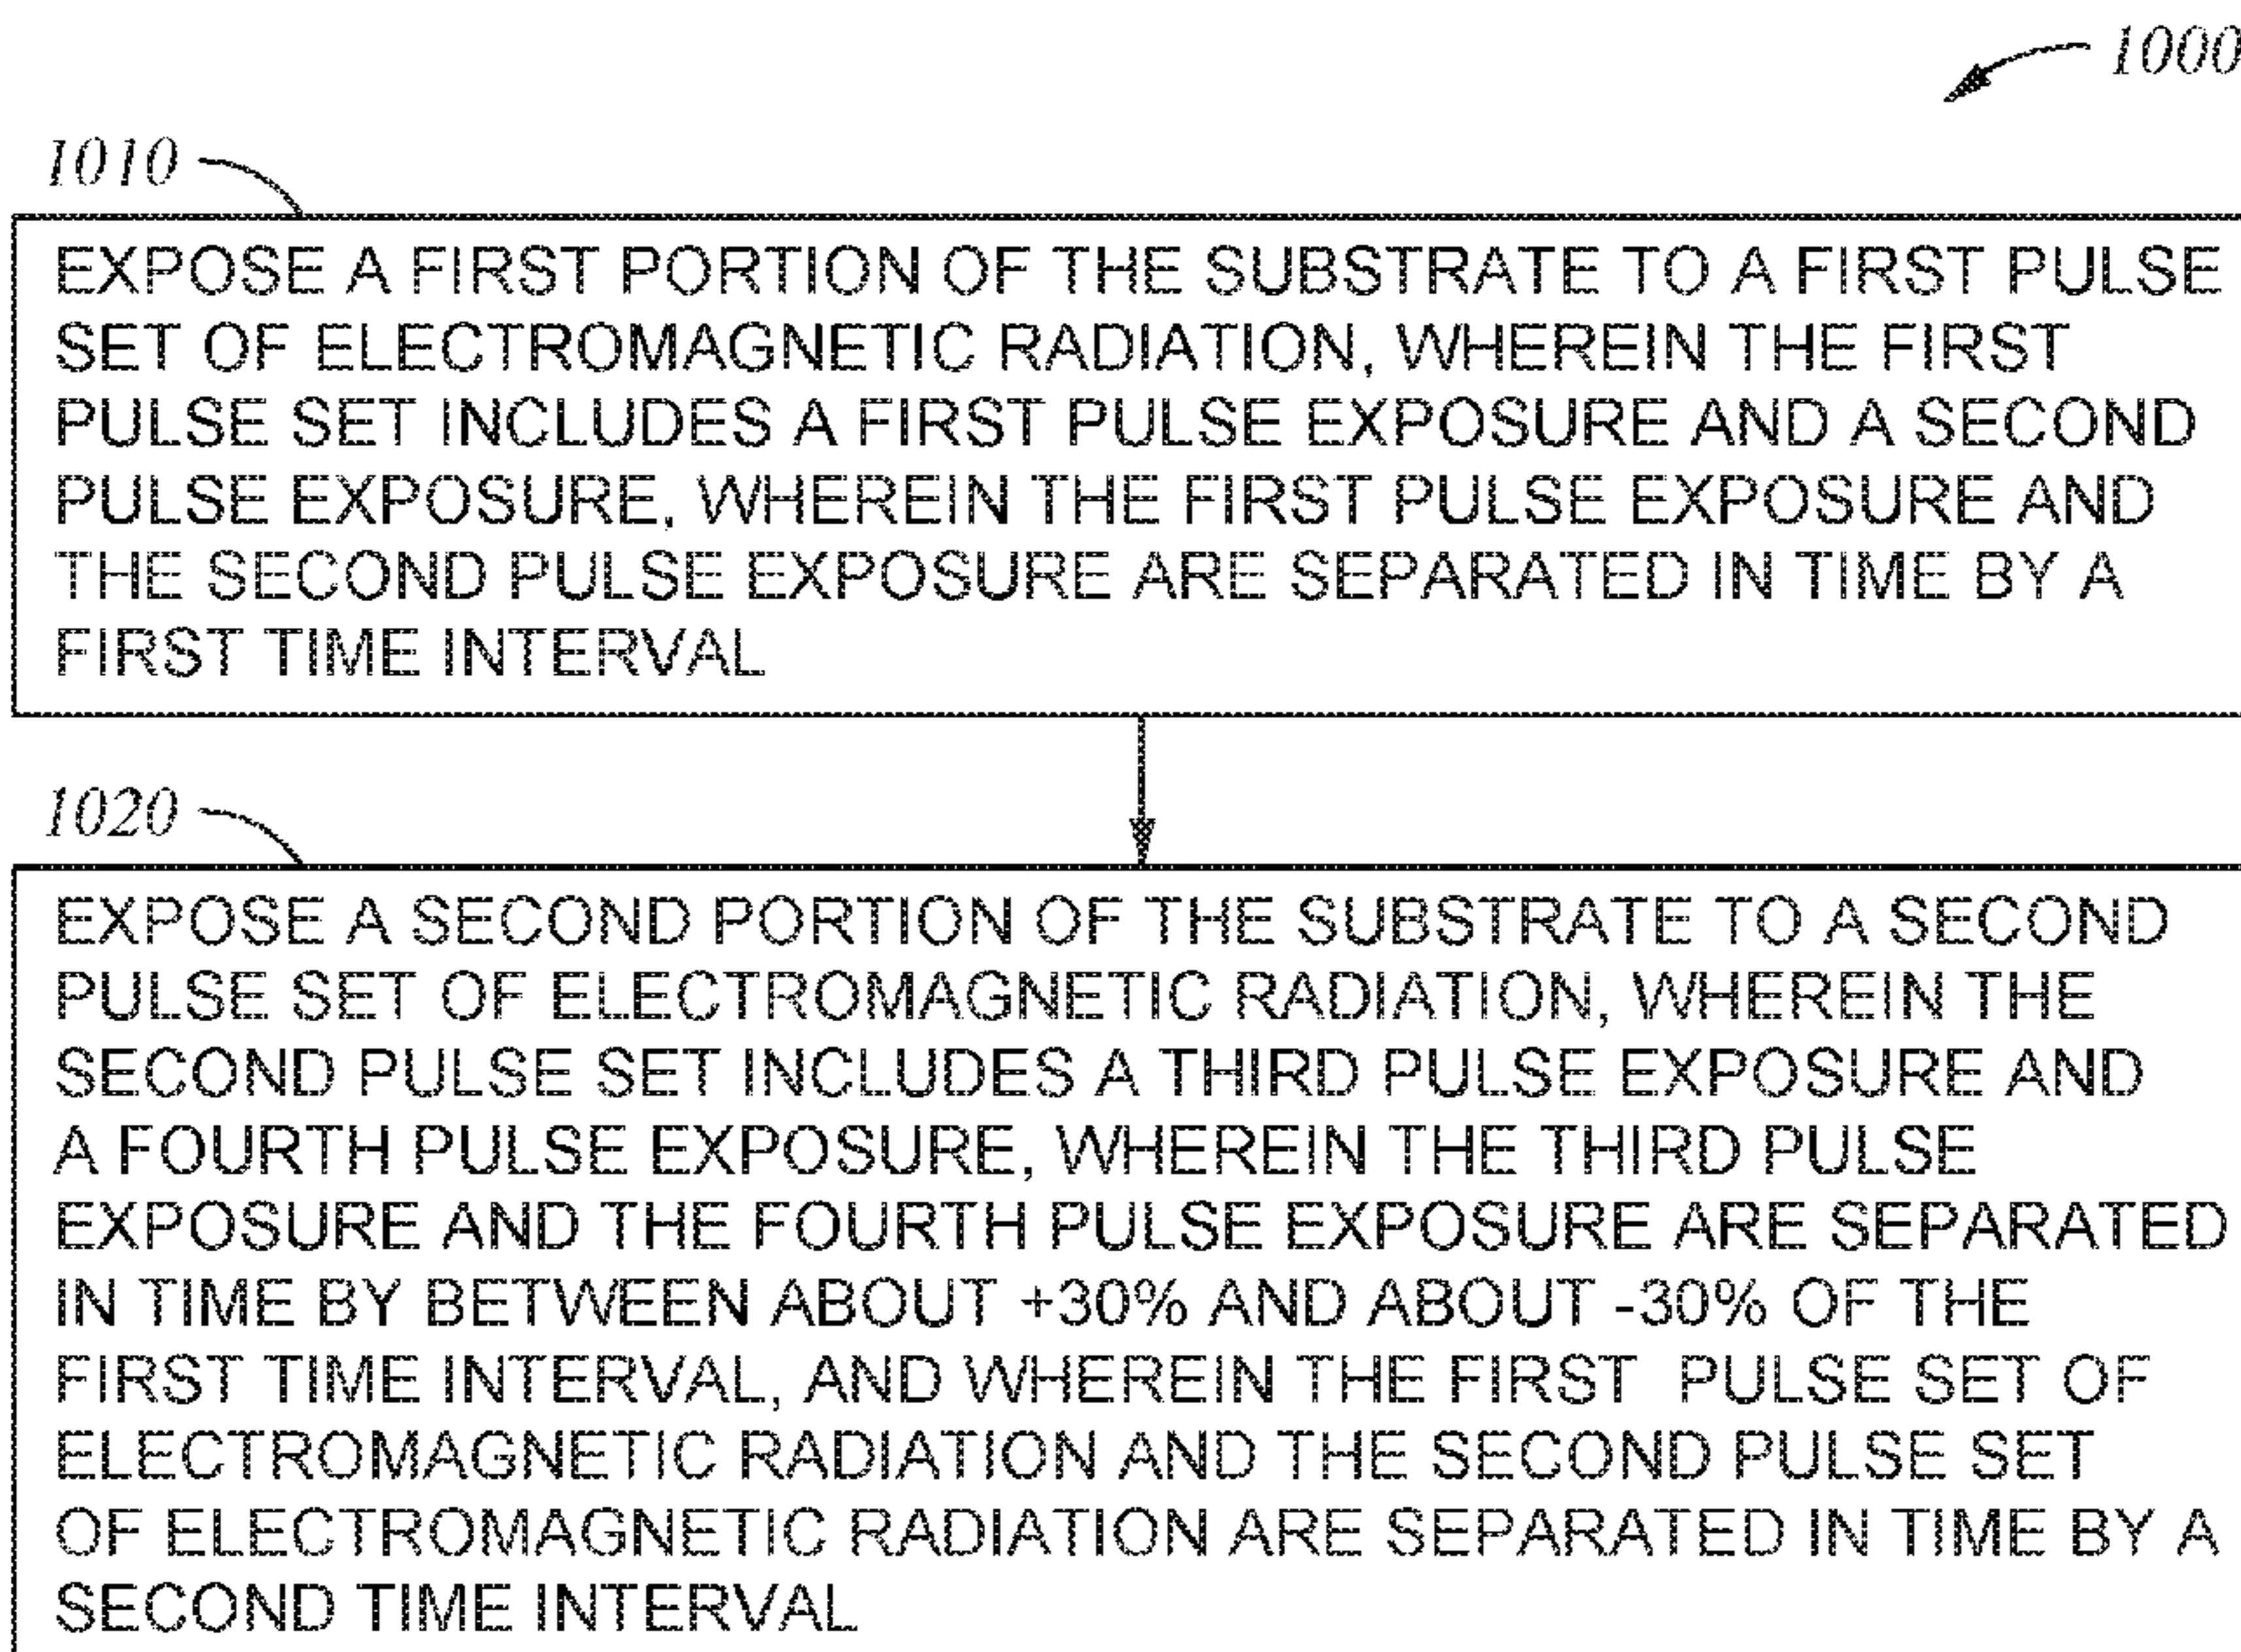 1000
1010
EXPOSE A FIRST PORTION OF THE SUBSTRATE TO A FIRST PULSE
SET OF ELECTROMAGNETIC RADIATION, WHEREIN THE FIRST
PULSE SET INCLUDES A FIRST PULSE EXPOSURE AND A SECOND
PULSE EXPOSURE, WHEREIN THE FIRST PULSE EXPOSURE AND
THE SECOND PULSE EXPOSURE ARE SEPARATED IN TIME BY A
FIRST TIME INTERVAL
1020
EXPOSE A SECOND PORTION OF THE SUBSTRATE TO A SECOND
PULSE SET OF ELECTROMAGNETIC RADIATION, WHEREIN THE
SECOND PULSE SET INCLUDES A THIRD PULSE EXPOSURE AND
A FOURTH PULSE EXPOSURE, WHEREIN THE THIRD PULSE
EXPOSURE AND THE FOURTH PULSE EXPOSURE ARE SEPARATED
IN TIME BY BETWEEN ABOUT +30% AND ABOUT -30% OF THE
FIRST TIME INTERVAL, AND WHEREIN THE FIRST PULSE SET OF
ELECTROMAGNETIC RADIATION AND THE SECOND PULSE SET
OF ELECTROMAGNETIC RADIATION ARE SEPARATED IN TIME BY A
SECOND TIME INTERVAL